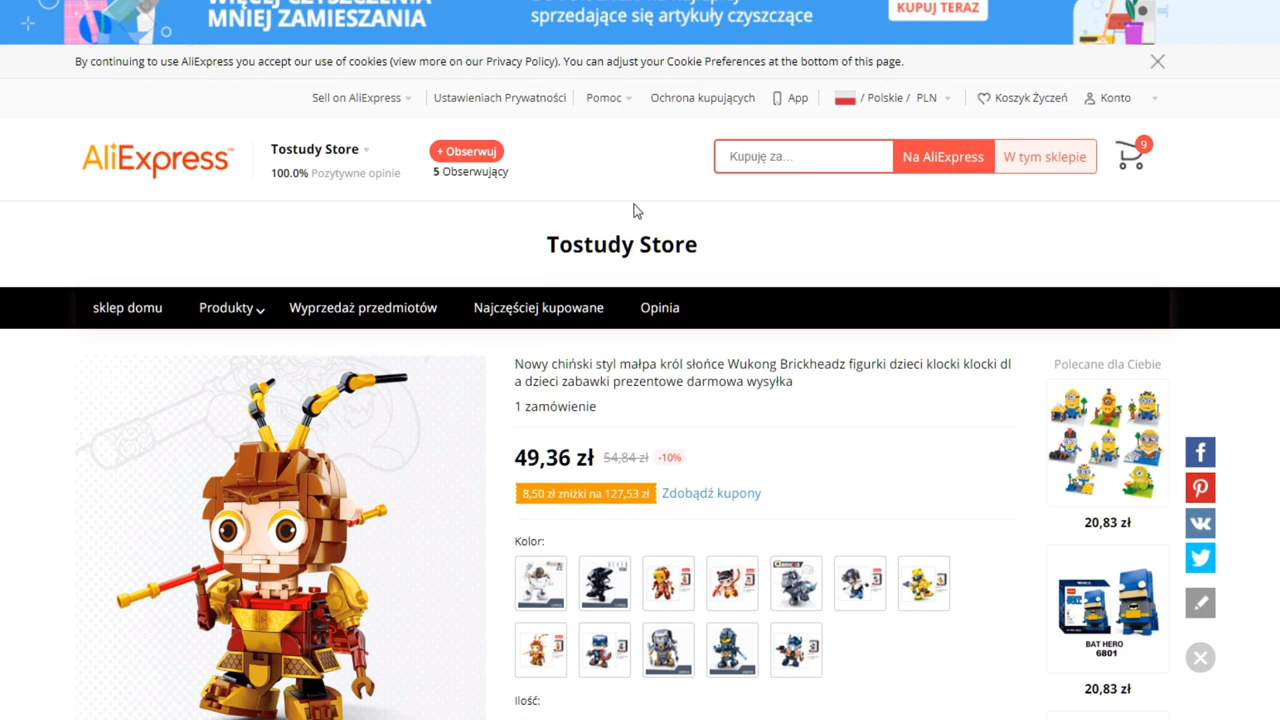 MNIEJ ZAMIESZANIA
sprzedające się artykuły czyszczące
KUPUJ TERAZ
By continuing to use AliExpress you accept our use of cookies (view more on our Privacy Policy). You can adjust your Cookie Preferences at the bottom of this page.
Sell on AliExpress
Ustawieniach Prywatności
Pomoc
Ochrona kupujących
App
/ Polskie / PLN
Koszyk Życzeń
Konto
AliExpress™
Tostudy Store
100.0% Pozytywne opinie
+ Obserwuj
5 Obserwujący
Kupuję za...
Na AliExpress
W tym sklepie
9
Tostudy Store
sklep domu
Produkty
Wyprzedaż przedmiotów
Najczęściej kupowane
Opinia
Nowy chiński styl małpa król słońce Wukong Brickheadz figurki dzieci klocki klocki dl
a dzieci zabawki prezentowe darmowa wysyłka
1 zamówienie
49,36 zł 54,84 zł -10%
8,50 zł zniżki na 127,53 zł Zdobądź kupony
Kolor:
Ilość:
Polecane dla Ciebie
20,83 zł
BAT HERO
6801
20,83 zł